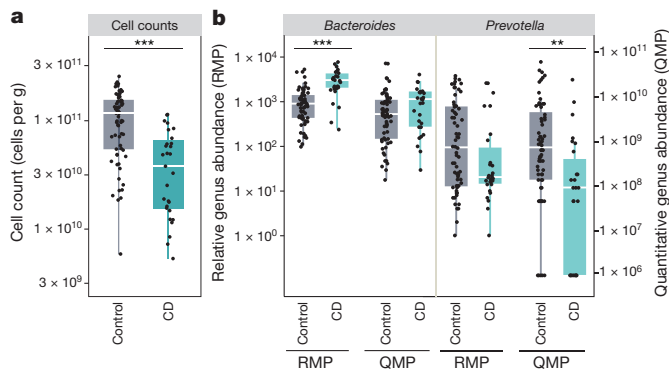 a
Cell counts
***
Cell count (cells per g)
3 × 10¹¹
1 × 10¹¹
3 × 10¹⁰
1 × 10¹⁰
3 × 10⁹
Control
CD
b
Bacteroides
Prevotella
***
**
Relative genus abundance (RMP)
1 × 10⁴
1 × 10³
1 × 10²
1 × 10¹
1 × 10⁰
1 × 10¹¹
1 × 10¹⁰
1 × 10⁹
1 × 10⁸
1 × 10⁷
1 × 10⁶
Quantitative genus abundance (QMP)
Control
CD
Control
CD
Control
CD
Control
CD
RMP
QMP
RMP
QMP